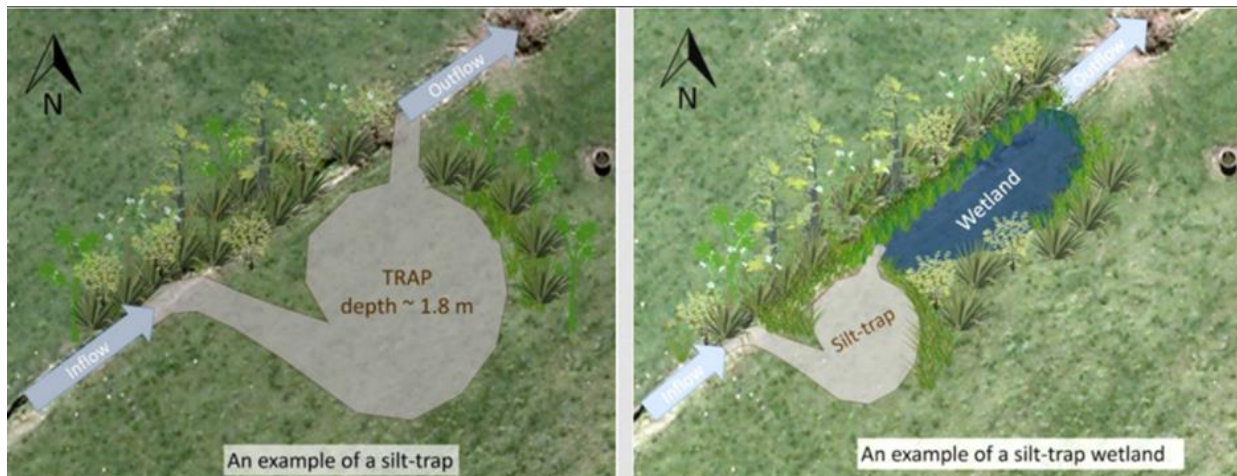 N
Outflow
TRAP
depth ~ 1.8 m
Inflow
An example of a silt-trap
N
Outflow
Wetland
Silt-trap
Inflow
An example of a silt-trap wetland